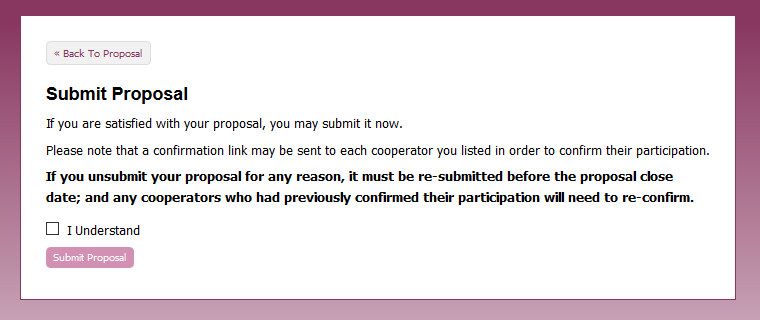 « Back To Proposal
Submit Proposal
If you are satisfied with your proposal, you may submit it now.
Please note that a confirmation link may be sent to each cooperator you listed in order to confirm their participation.
If you unsubmit your proposal for any reason, it must be re-submitted before the proposal close
date; and any cooperators who had previously confirmed their participation will need to re-confirm.
I Understand
Submit Proposal